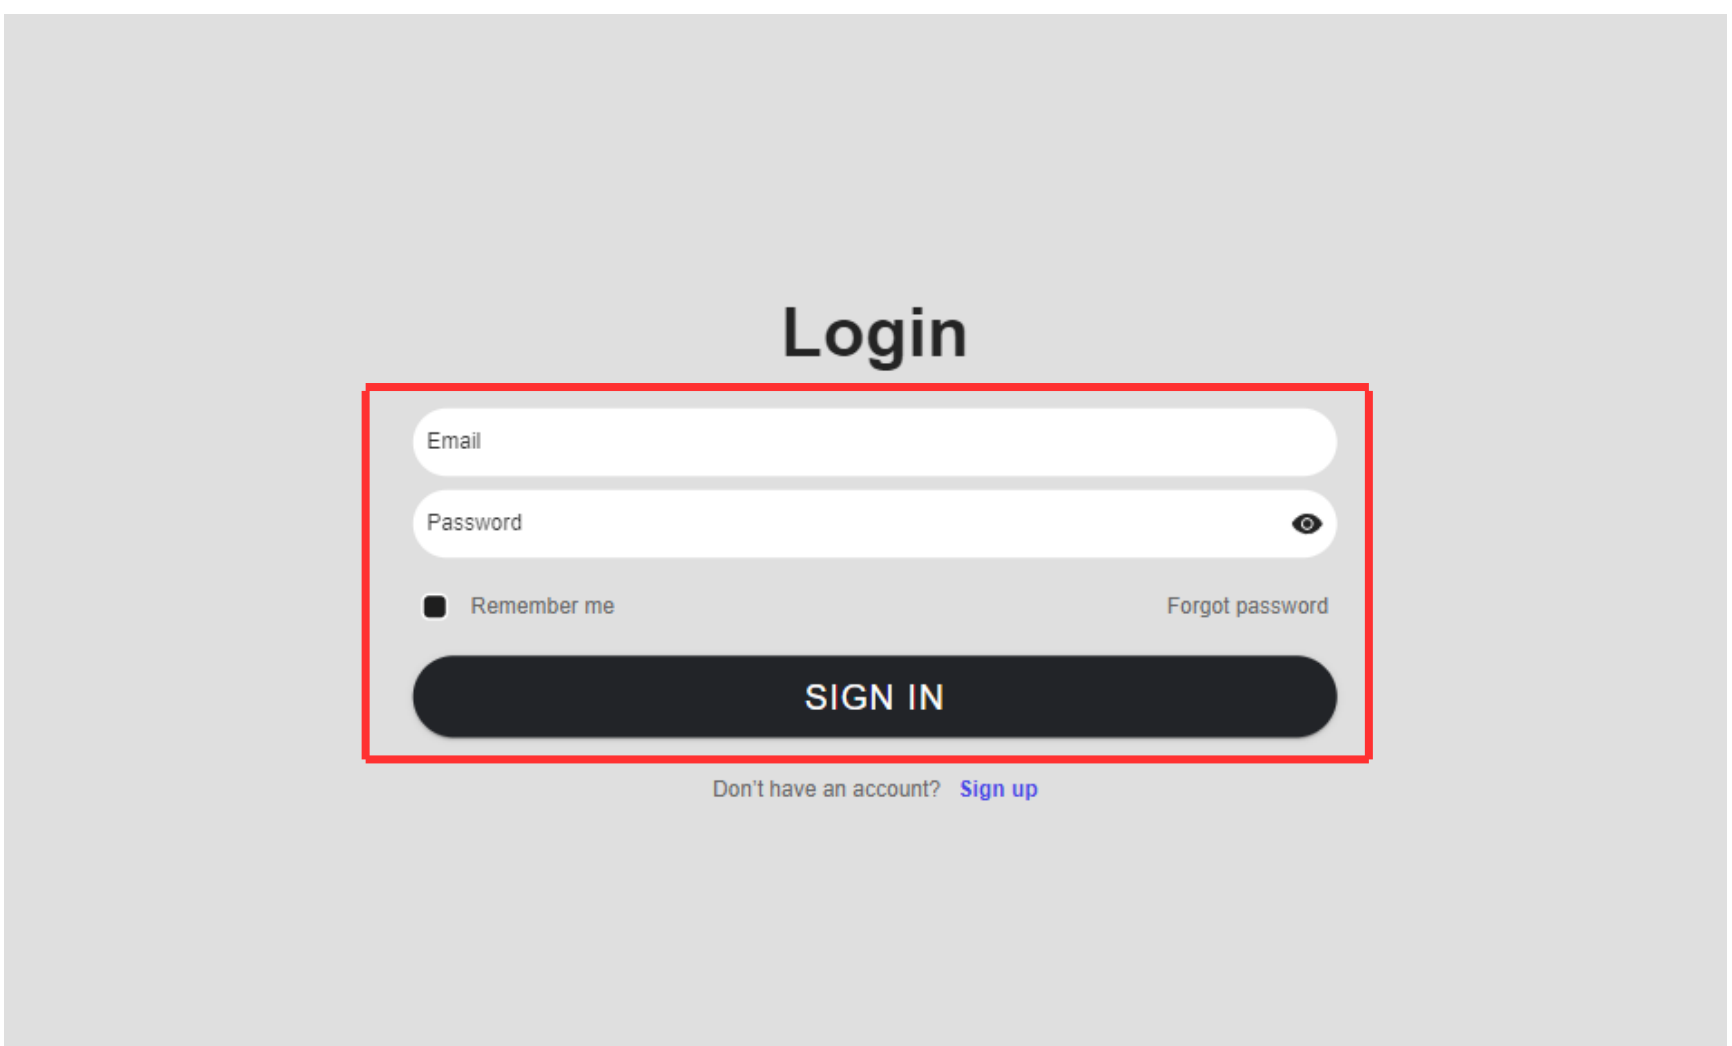 Login
Email
Password
Remember me Forgot password
SIGN IN
Don't have an account? Sign up